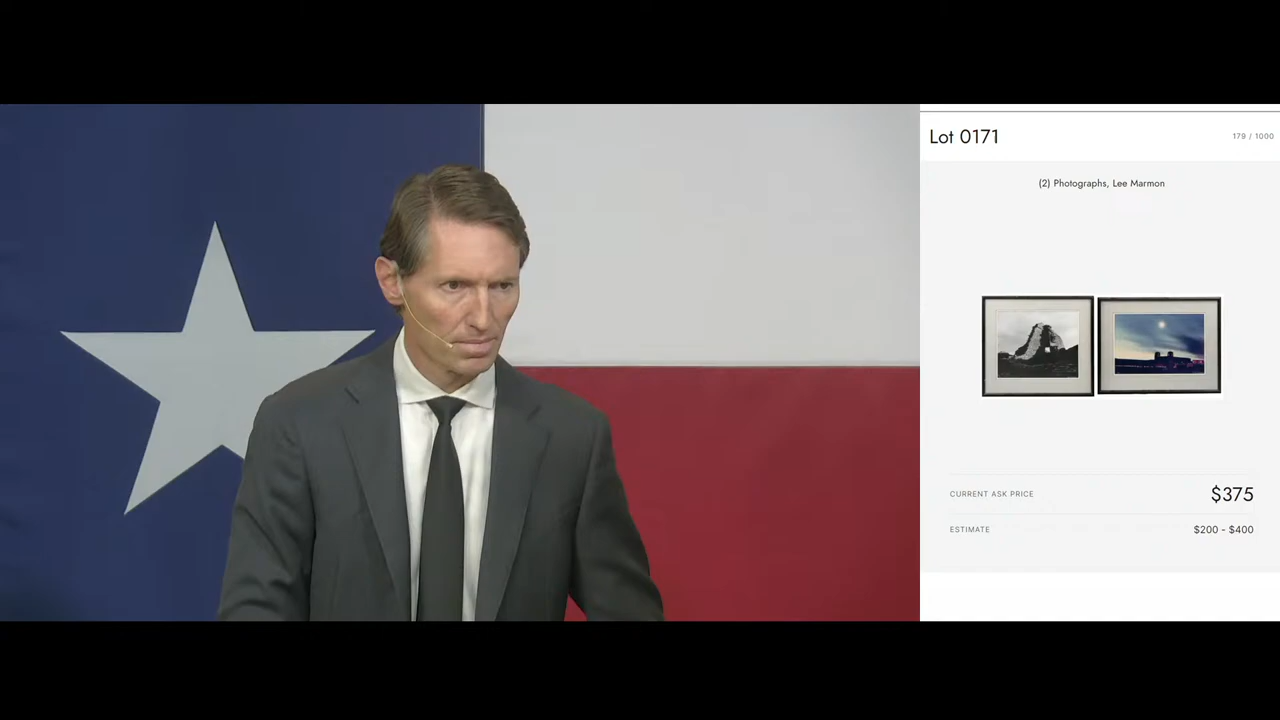 Lot 0171
179 / 1000
(2) Photographs, Lee Marmon
CURRENT ASK PRICE
$375
ESTIMATE
$200 - $400